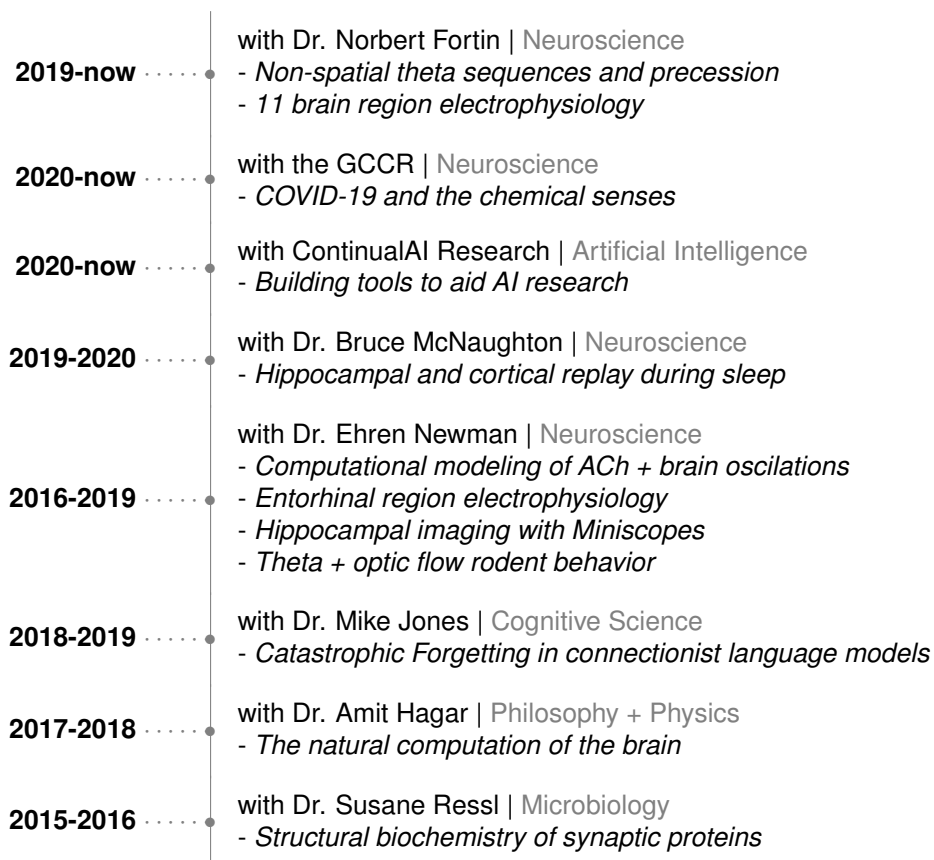 with Dr. Norbert Fortin | Neuroscience
2019-now
- Non-spatial theta sequences and precession
- 11 brain region electrophysiology
with the GCCR | Neuroscience
2020-now
- COVID-19 and the chemical senses
with ContinualAI Research | Artificial Intelligence
2020-now
- Building tools to aid AI research
with Dr. Bruce McNaughton | Neuroscience
2019-2020
- Hippocampal and cortical replay during sleep
with Dr. Ehren Newman | Neuroscience
- Computational modeling of ACh + brain oscilations
2016-2019
- Entorhinal region electrophysiology
- Hippocampal imaging with Miniscopes
- Theta + optic flow rodent behavior
with Dr. Mike Jones | Cognitive Science
2018-2019
- Catastrophic Forgetting in connectionist language models
with Dr. Amit Hagar | Philosophy + Physics
2017-2018
- The natural computation of the brain
with Dr. Susane Ressl | Microbiology
2015-2016
- Structural biochemistry of synaptic proteins